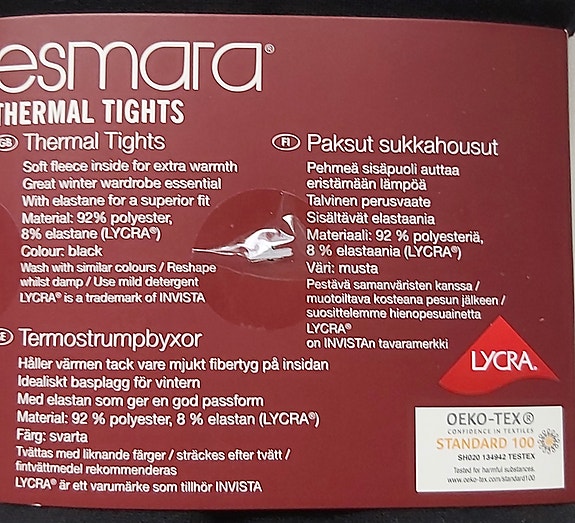 esmara®
THERMAL TIGHTS
GB Thermal Tights
Soft fleece inside for extra warmth
Great winter wardrobe essential
With elastane for a superior fit
Material: 92% polyester,
8% elastane (LYCRA®)
Colour: black
Wash with similar colours / Reshape
whilst damp / Use mild detergent
LYCRA® is a trademark of INVISTA
FI Paksut sukkahousut
Pehmeä sisäpuoli auttaa
eristämään lämpöä
Talvinen perusvaate
Sisältävät elastaania
Materiaali: 92 % polyesteriä,
8 % elastaania (LYCRA®)
Väri: musta
Pestävä samanväristen kanssa /
muotoiltava kosteana pesun jälkeen /
suosittelemme hienopesuainetta
LYCRA®
on INVISTAn tavaramerkki
E Termostrumpbyxor
Håller värmen tack vare mjukt fibertyg på insidan
Idealiskt basplagg för vintern
Med elastan som ger en god passform
Material: 92 % polyester, 8 % elastan (LYCRA®)
Färg: svarta
Tvättas med liknande färger / sträckes efter tvätt /
fintvättmedel rekommenderas
LYCRA® är ett varumärke som tillhör INVISTA
LYCRA®
OEKO-TEX®
CONFIDENCE IN TEXTILES
STANDARD 100
SH020 134942 TESTEX
Tested for harmful substances.
www.oeko-tex.com/standard100